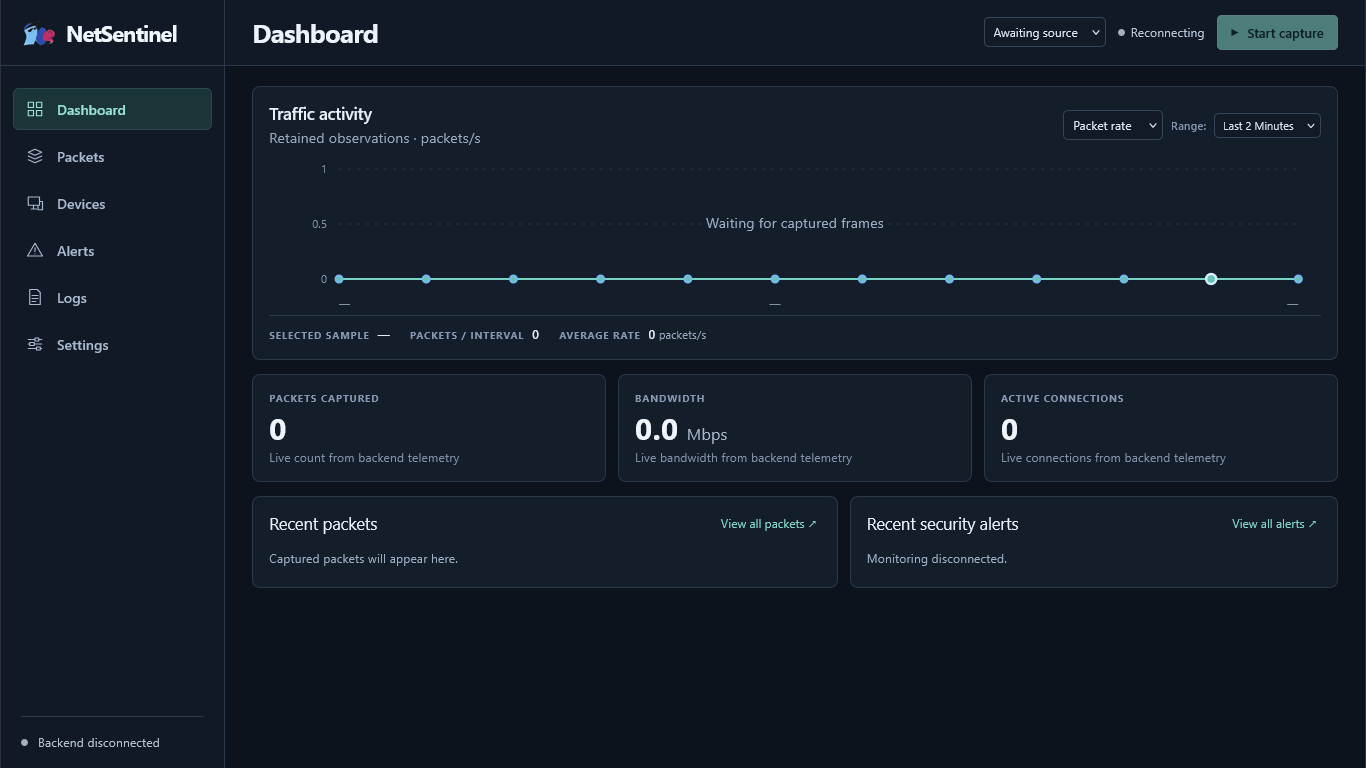 NetSentinel
Dashboard
Awaiting source
Reconnecting
Start capture
Dashboard
Packets
Devices
Alerts
Logs
Settings
Backend disconnected
Traffic activity
Retained observations · packets/s
Packet rate
Range:
Last 2 Minutes
1
0.5
0
Waiting for captured frames
— — —
SELECTED SAMPLE — PACKETS / INTERVAL 0 AVERAGE RATE 0 packets/s
PACKETS CAPTURED
0
Live count from backend telemetry
BANDWIDTH
0.0 Mbps
Live bandwidth from backend telemetry
ACTIVE CONNECTIONS
0
Live connections from backend telemetry
Recent packets
View all packets ↗
Captured packets will appear here.
Recent security alerts
View all alerts ↗
Monitoring disconnected.